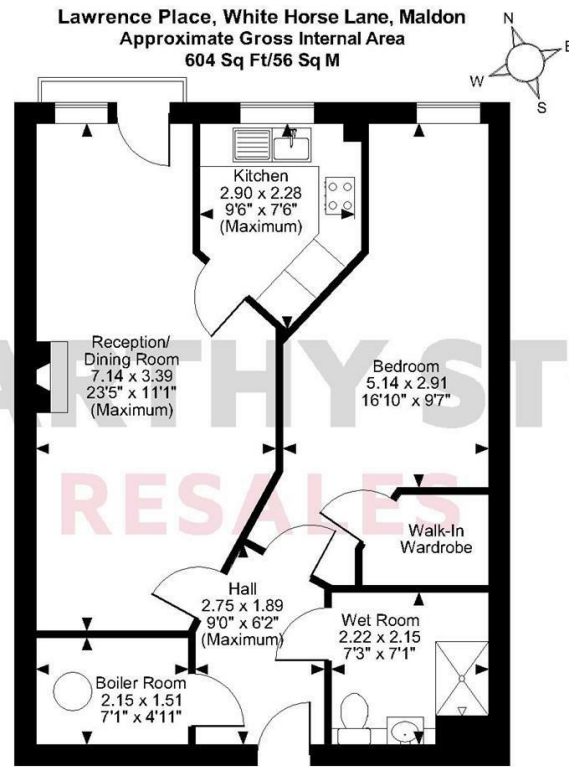 Lawrence Place, White Horse Lane, Maldon
Approximate Gross Internal Area
604 Sq Ft/56 Sq M
N
E
W
S
Kitchen
2.90 x 2.28
9'6" x 7'6"
(Maximum)
Reception/
Dining Room
7.14 x 3.39
23'5" x 11'1"
(Maximum)
Bedroom
5.14 x 2.91
16'10" x 9'7"
ARTHY ST
RESALES
Walk-In
Wardrobe
Hall
2.75 x 1.89
9'0" x 6'2"
(Maximum)
Wet Room
2.22 x 2.15
7'3" x 7'1"
Boiler Room
2.15 x 1.51
7'1" x 4'11"